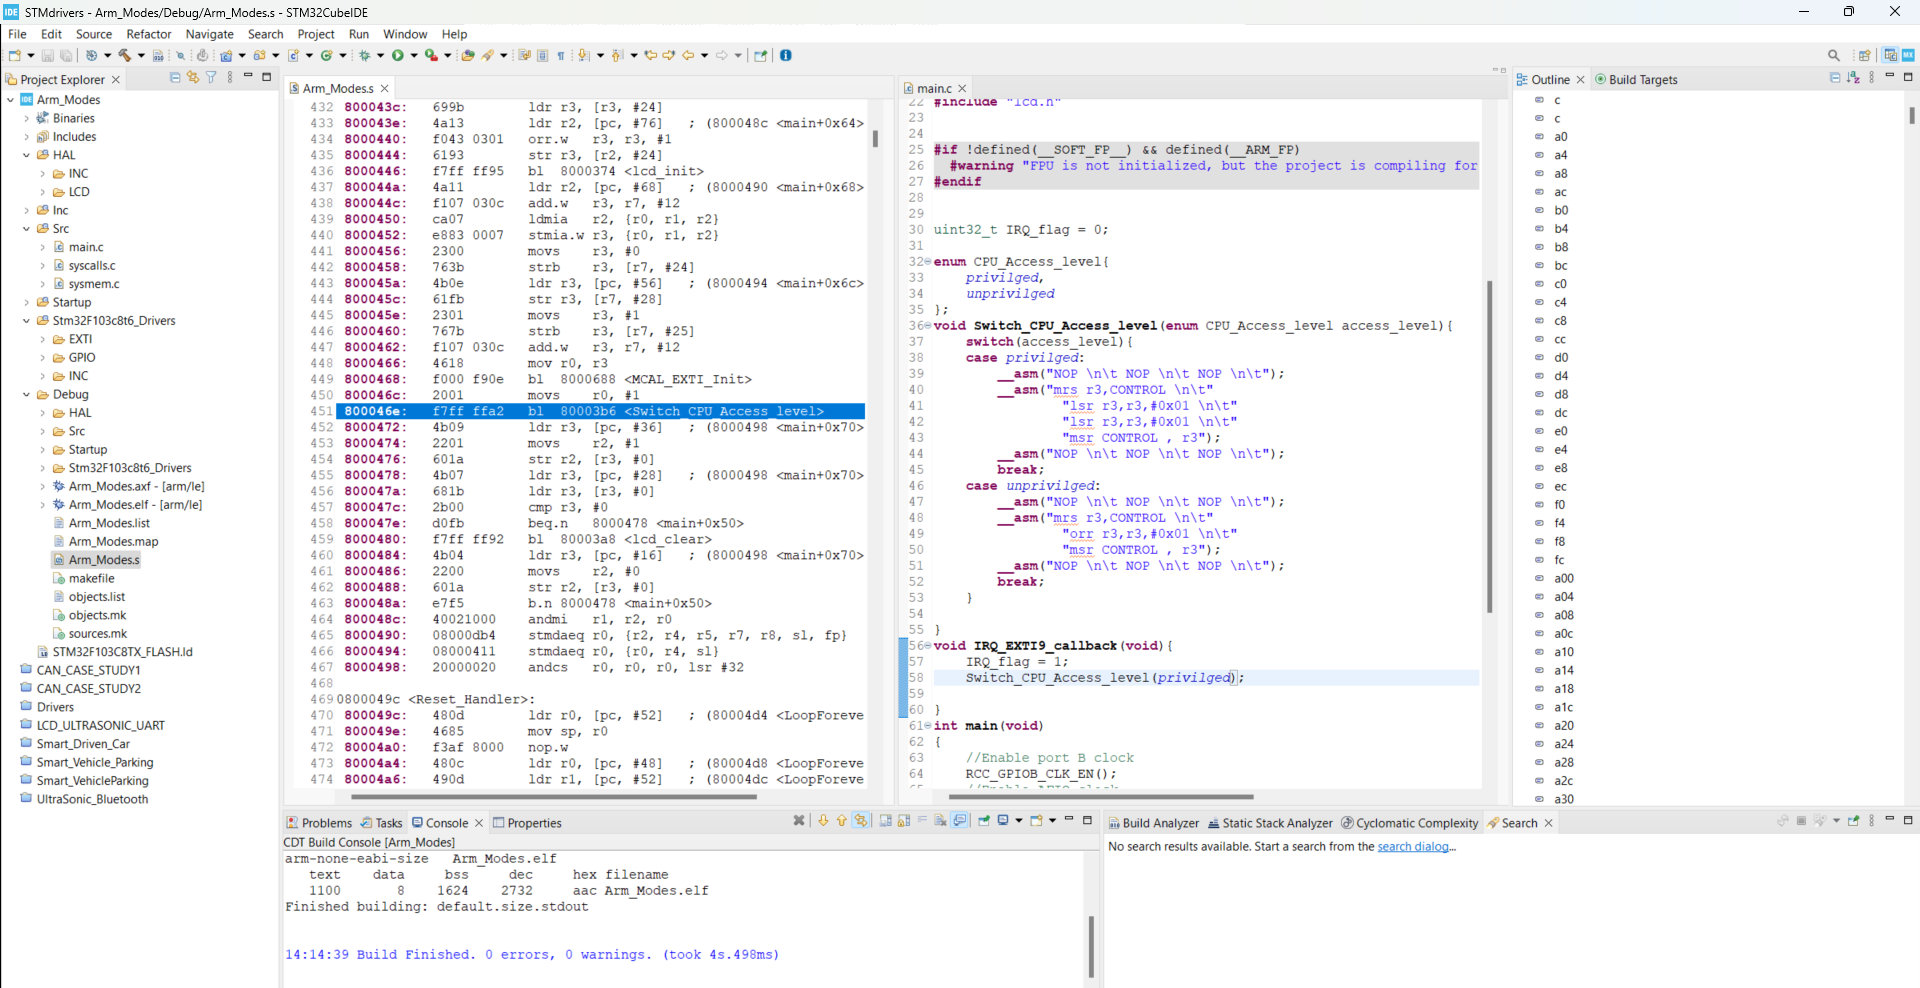 STMdrivers - Arm_Modes/Debug/Arm_Modes.s - STM32CubeIDE
File Edit Source Refactor Navigate Search Project Run Window Help
Project Explorer
Arm_Modes
Binaries
Includes
HAL
INC
LCD
Inc
Src
main.c
syscalls.c
sysmem.c
Startup
Stm32F103c8t6_Drivers
EXTI
GPIO
INC
Debug
HAL
Src
Startup
Stm32F103c8t6_Drivers
Arm_Modes.axf - [arm/le]
Arm_Modes.elf - [arm/le]
Arm_Modes.list
Arm_Modes.map
Arm_Modes.s
makefile
objects.list
objects.mk
sources.mk
STM32F103C8TX_FLASH.ld
CAN_CASE_STUDY1
CAN_CASE_STUDY2
Drivers
LCD_ULTRASONIC_UART
Smart_Driven_Car
Smart_Vehicle_Parking
Smart_VehicleParking
UltraSonic_Bluetooth
Arm_Modes.s
432 800043c: 699b ldr r3, [r3, #24]
433 800043e: 4a13 ldr r2, [pc, #76] ; (800048c <main+0x64>
434 8000440: f043 0301 orr.w r3, r3, #1
435 8000444: 6193 str r3, [r2, #24]
436 8000446: f7ff ff95 bl 8000374 <lcd_init>
437 800044a: 4a11 ldr r2, [pc, #68] ; (8000490 <main+0x68>
438 800044c: f107 030c add.w r3, r7, #12
439 8000450: ca07 ldmia r2, {r0, r1, r2}
440 8000452: e883 0007 stmia.w r3, {r0, r1, r2}
441 8000456: 2300 movs r3, #0
442 8000458: 763b strb r3, [r7, #24]
443 800045a: 4b0e ldr r3, [pc, #56] ; (8000494 <main+0x6c>
444 800045c: 61fb str r3, [r7, #28]
445 800045e: 2301 movs r3, #1
446 8000460: 767b strb r3, [r7, #25]
447 8000462: f107 030c add.w r3, r7, #12
448 8000466: 4618 mov r0, r3
449 8000468: f000 f90e bl 8000688 <MCAL_EXTI_Init>
450 800046c: 2001 movs r0, #1
451 800046e: f7ff ffa2 bl 80003b6 <Switch_CPU_Access_level>
452 8000472: 4b09 ldr r3, [pc, #36] ; (8000498 <main+0x70>
453 8000474: 2201 movs r2, #1
454 8000476: 601a str r2, [r3, #0]
455 8000478: 4b07 ldr r3, [pc, #28] ; (8000498 <main+0x70>
456 800047a: 681b ldr r3, [r3, #0]
457 800047c: 2b00 cmp r3, #0
458 800047e: d0fb beq.n 8000478 <main+0x50>
459 8000480: f7ff ff92 bl 80003a8 <lcd_clear>
460 8000484: 4b04 ldr r3, [pc, #16] ; (8000498 <main+0x70>
461 8000486: 2200 movs r2, #0
462 8000488: 601a str r2, [r3, #0]
463 800048a: e7f5 b.n 8000478 <main+0x50>
464 800048c: 40021000 andmi r1, r2, r0
465 8000490: 08000db4 stmdaeq r0, {r2, r4, r5, r7, r8, sl, fp}
466 8000494: 08000411 stmdaeq r0, {r0, r4, sl}
467 8000498: 20000020 andcs r0, r0, r0, lsr #32
468
469 0800049c <Reset_Handler>:
470 800049c: 480d ldr r0, [pc, #52] ; (80004d4 <LoopForeve
471 800049e: 4685 mov sp, r0
472 80004a0: f3af 8000 nop.w
473 80004a4: 480c ldr r0, [pc, #48] ; (80004d8 <LoopForeve
474 80004a6: 490d ldr r1, [pc, #52] ; (80004dc <LoopForeve
main.c
22 #include "lcd.h"
23
24
25 #if !defined(__SOFT_FP__) && defined(__ARM_FP)
26 #warning "FPU is not initialized, but the project is compiling for
27 #endif
28
29
30 uint32_t IRQ_flag = 0;
31
32 enum CPU_Access_level{
33 privilged,
34 unprivilged
35 };
36 void Switch_CPU_Access_level(enum CPU_Access_level access_level){
37 switch(access_level){
38 case privilged:
39 __asm("NOP \n\t NOP \n\t NOP \n\t");
40 __asm("mrs r3,CONTROL \n\t"
41 "lsr r3,r3,#0x01 \n\t"
42 "lsr r3,r3,#0x01 \n\t"
43 "msr CONTROL , r3");
44 __asm("NOP \n\t NOP \n\t NOP \n\t");
45 break;
46 case unprivilged:
47 __asm("NOP \n\t NOP \n\t NOP \n\t");
48 __asm("mrs r3,CONTROL \n\t"
49 "orr r3,r3,#0x01 \n\t"
50 "msr CONTROL , r3");
51 __asm("NOP \n\t NOP \n\t NOP \n\t");
52 break;
53 }
54
55 }
56 void IRQ_EXTI9_callback(void){
57 IRQ_flag = 1;
58 Switch_CPU_Access_level(privilged);
59
60 }
61 int main(void)
62 {
63 //Enable port B clock
64 RCC_GPIOB_CLK_EN();
Outline Build Targets
c
c
a0
a4
a8
ac
b0
b4
b8
bc
c0
c4
c8
cc
d0
d4
d8
dc
e0
e4
e8
ec
f0
f4
f8
fc
a00
a04
a08
a0c
a10
a14
a18
a1c
a20
a24
a28
a2c
a30
Problems Tasks Console Properties
CDT Build Console [Arm_Modes]
arm-none-eabi-size Arm_Modes.elf
text data bss dec hex filename
1100 8 1624 2732 aac Arm_Modes.elf
Finished building: default.size.stdout
14:14:39 Build Finished. 0 errors, 0 warnings. (took 4s.498ms)
Build Analyzer Static Stack Analyzer Cyclomatic Complexity Search
No search results available. Start a search from the search dialog...